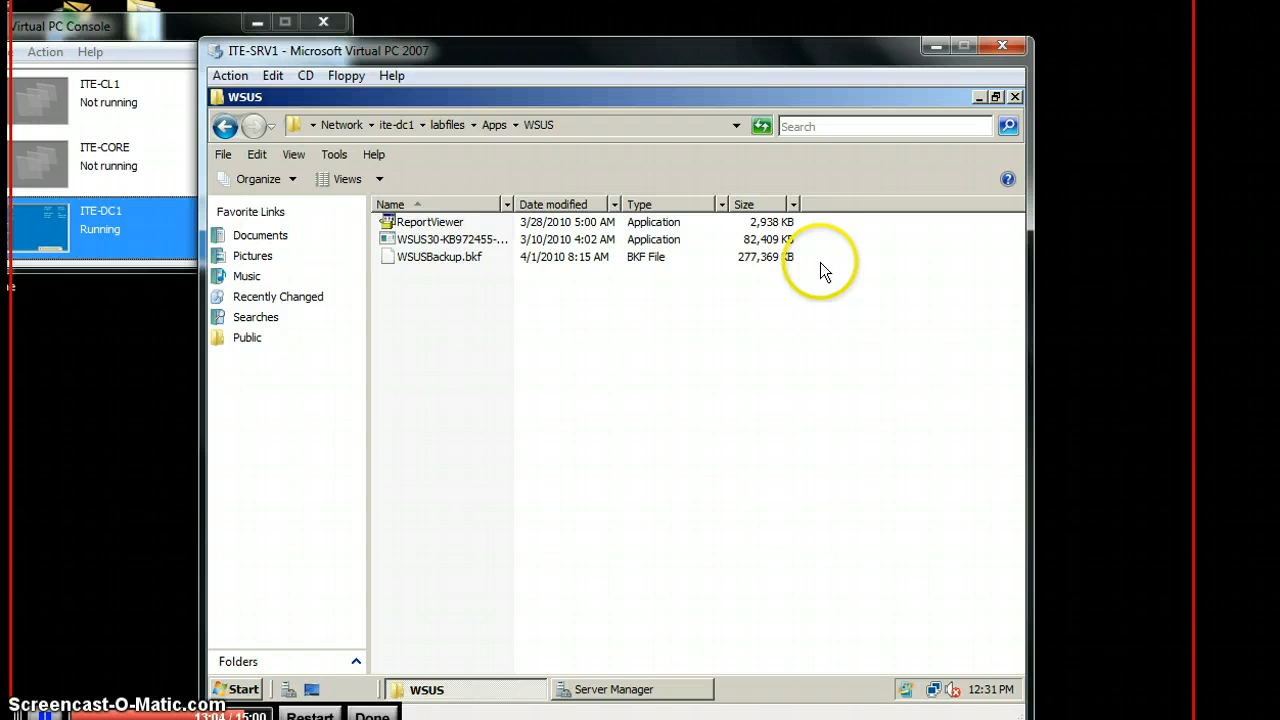 Virtual PC Console
Action Help
ITE-CL1
Not running
ITE-CORE
Not running
ITE-DC1
Running
ITE-SRV1 - Microsoft Virtual PC 2007
Action Edit CD Floppy Help
WSUS
Network ite-dc1 labfiles Apps WSUS
Search
File Edit View Tools Help
Organize Views
Favorite Links
Documents
Pictures
Music
Recently Changed
Searches
Public
Folders
Name Date modified Type Size
ReportViewer 3/28/2010 5:00 AM Application 2,938 KB
WSUS30-KB972455-... 3/10/2010 4:02 AM Application 82,409 KB
WSUSBackup.bkf 4/1/2010 8:15 AM BKF File 277,369 KB
Start WSUS Server Manager 12:31 PM
Screencast-O-Matic.com
13:04 / 15:00 Restart Done